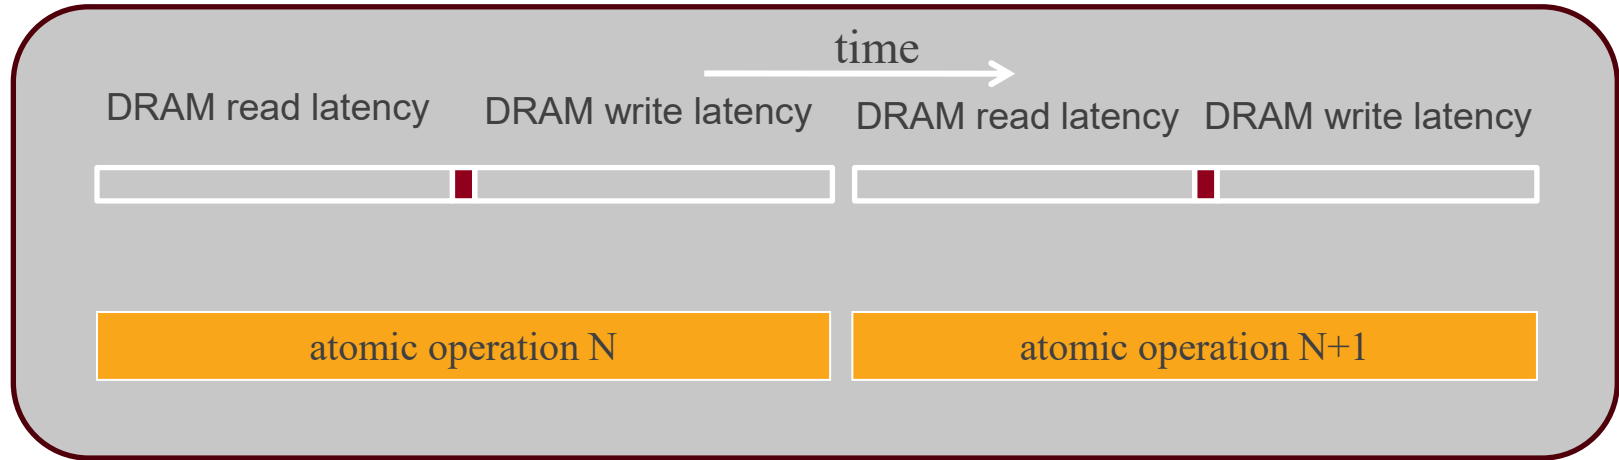 time
DRAM read latency
DRAM write latency
DRAM read latency
DRAM write latency
atomic operation N
atomic operation N+1